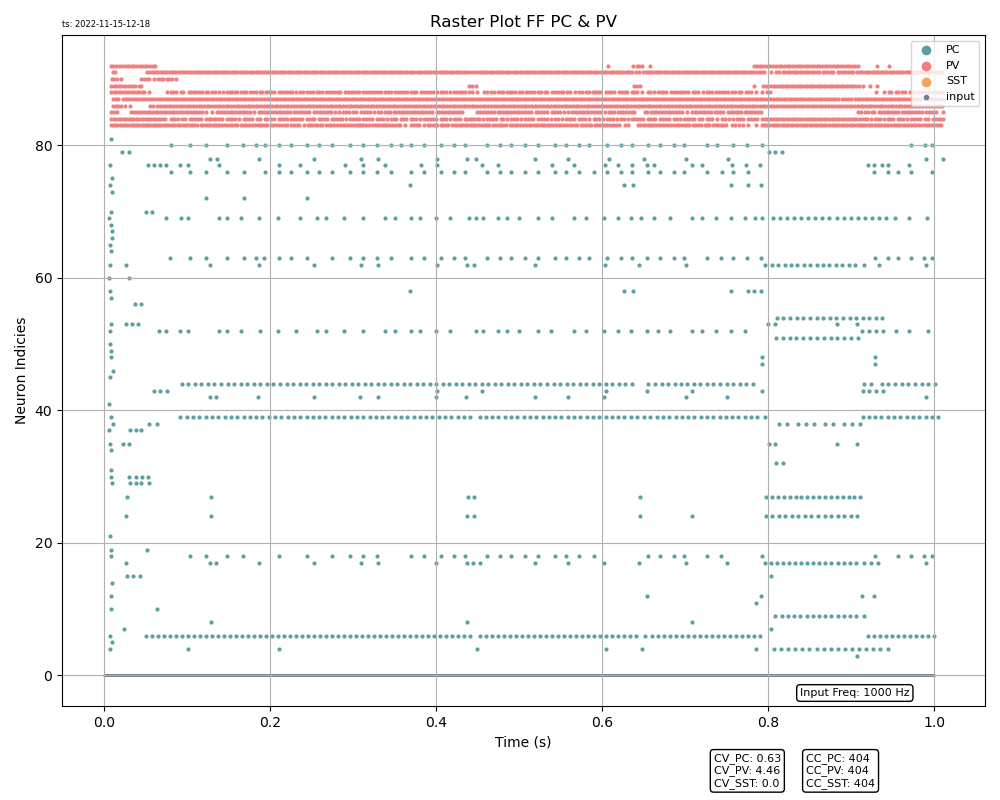 ts: 2022-11-15-12-18
Raster Plot FF PC & PV
PC
PV
SST
input
80
60
40
20
0
Neuron Indicies
Input Freq: 1000 Hz
0.0 0.2 0.4 0.6 0.8 1.0
Time (s)
CV_PC: 0.63
CV_PV: 4.46
CV_SST: 0.0
CC_PC: 404
CC_PV: 404
CC_SST: 404